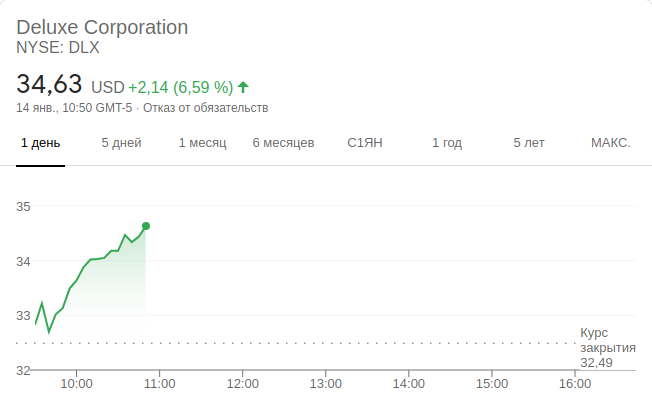 Deluxe Corporation
NYSE: DLX
34,63 USD +2,14 (6,59 %)
14 янв., 10:50 GMT-5 · Отказ от обязательств
1 день 5 дней 1 месяц 6 месяцев С1ЯН 1 год 5 лет МАКС.
35
34
33
Курс
закрытия
32,49
32
10:00 11:00 12:00 13:00 14:00 15:00 16:00